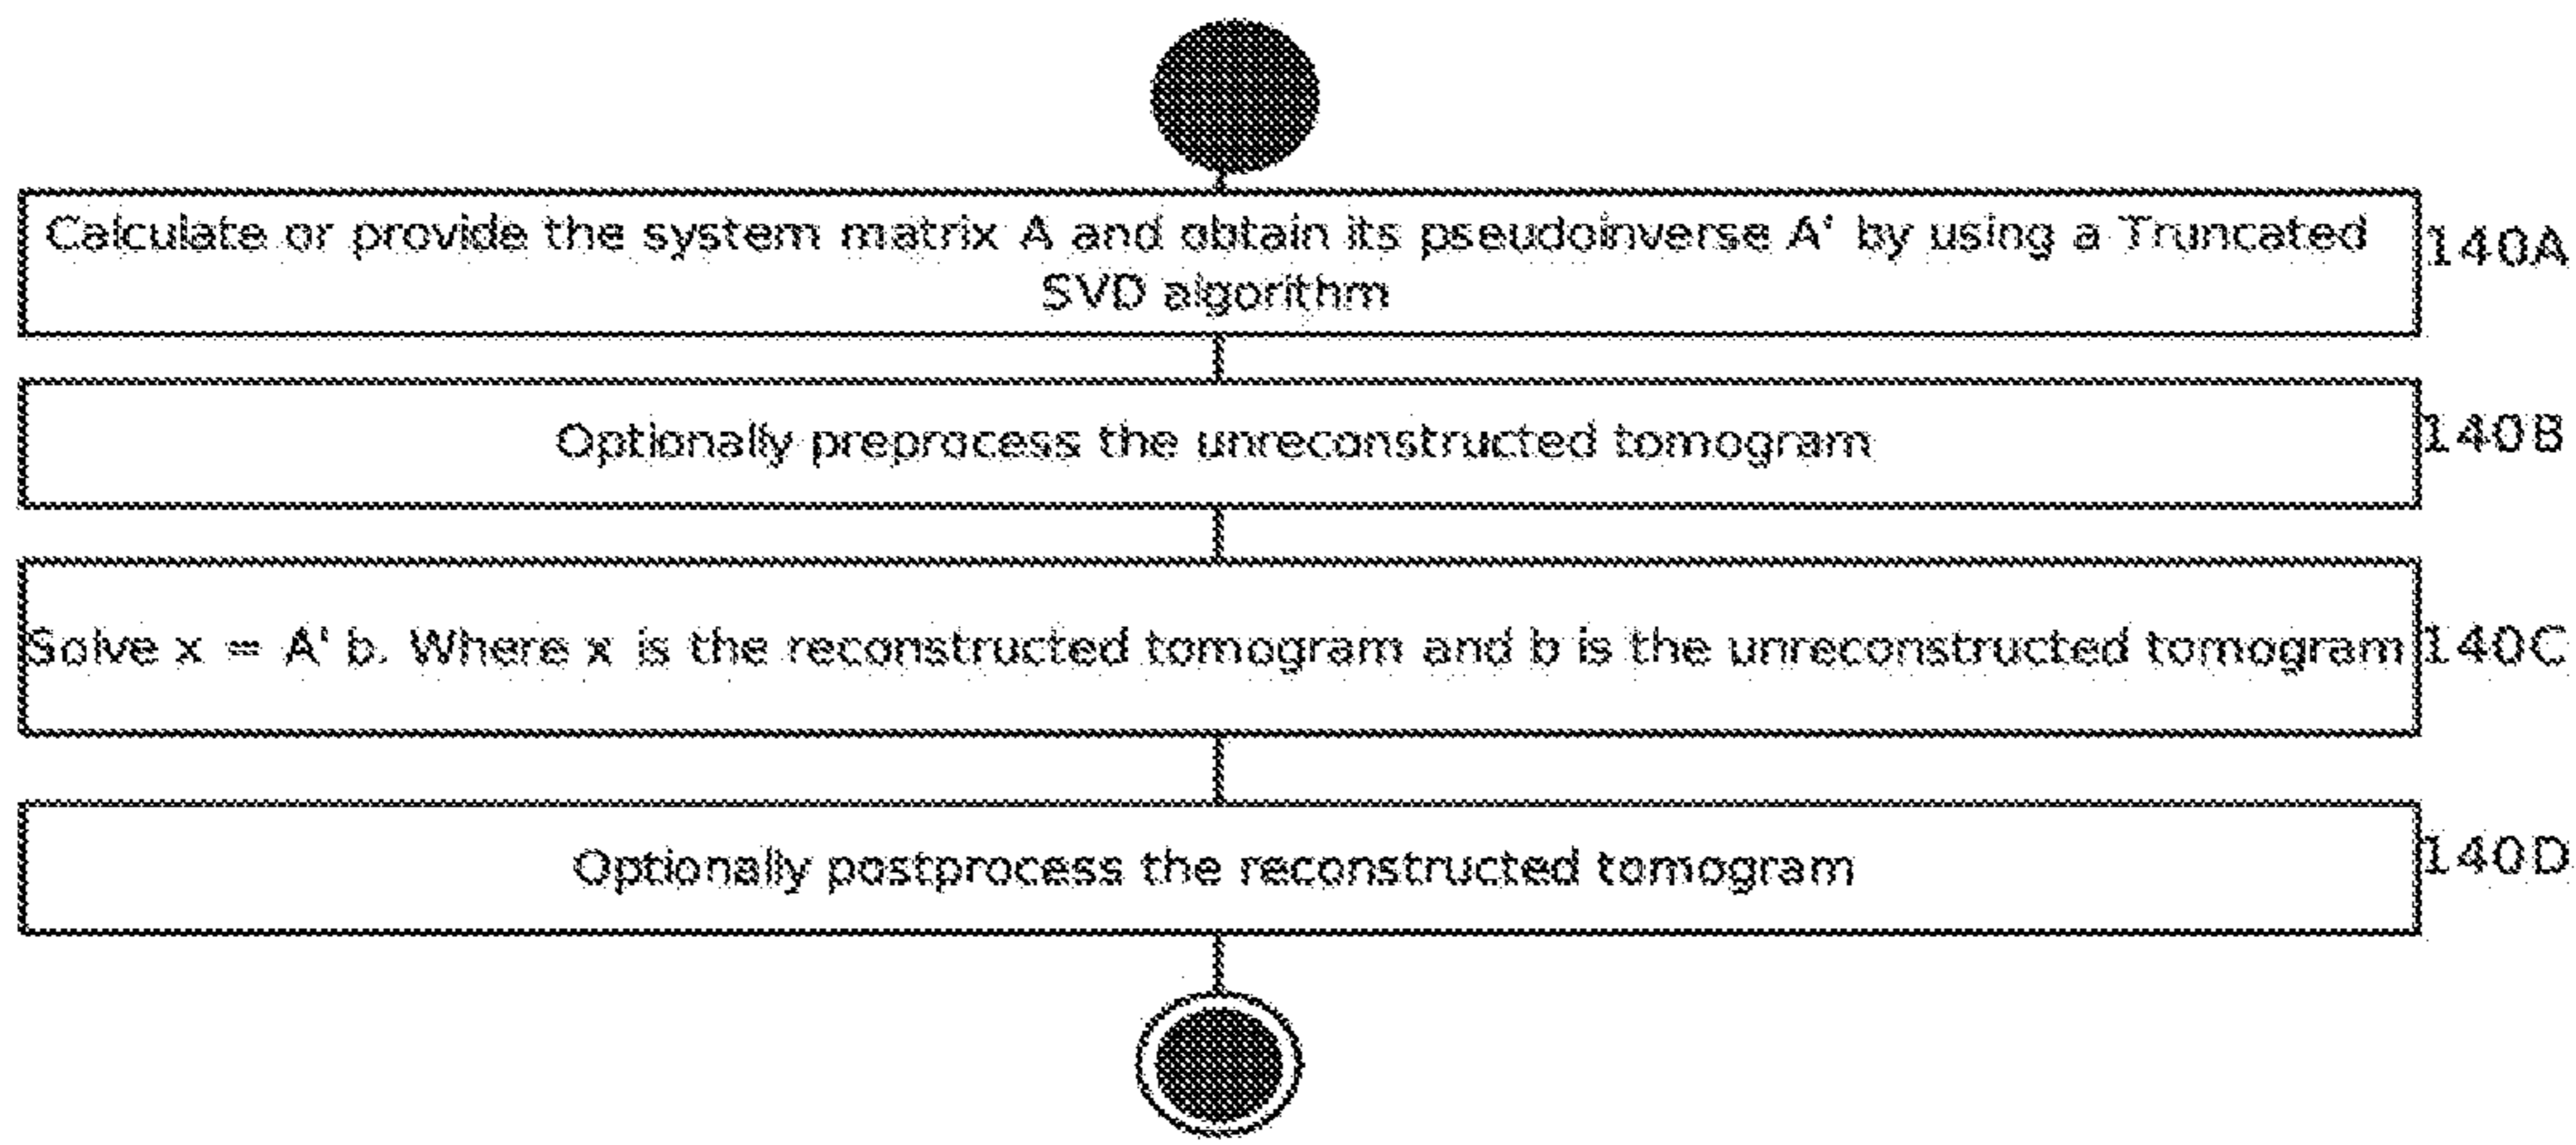 Calculate or provide the system matrix A and obtain its pseudoinverse A' by using a Truncated
SVD algorithm
140A
Optionally preprocess the unreconstructed tomogram
140B
Solve x = A' b. Where x is the reconstructed tomogram and b is the unreconstructed tomogram
140C
Optionally postprocess the reconstructed tomogram
140D